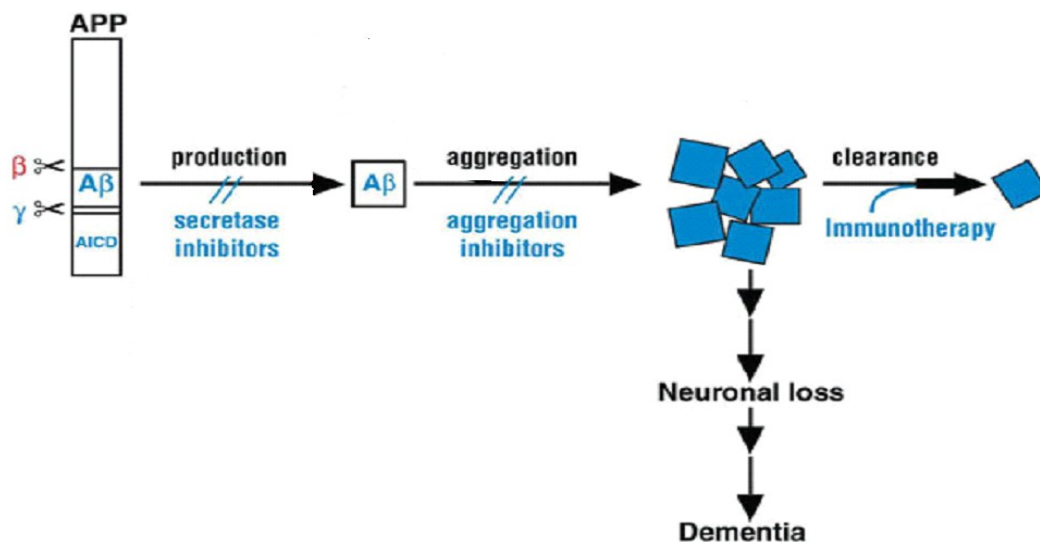 APP
β
Aβ
γ
AICD
production
secretase
inhibitors
Aβ
aggregation
aggregation
inhibitors
clearance
Immunotherapy
Neuronal loss
Dementia